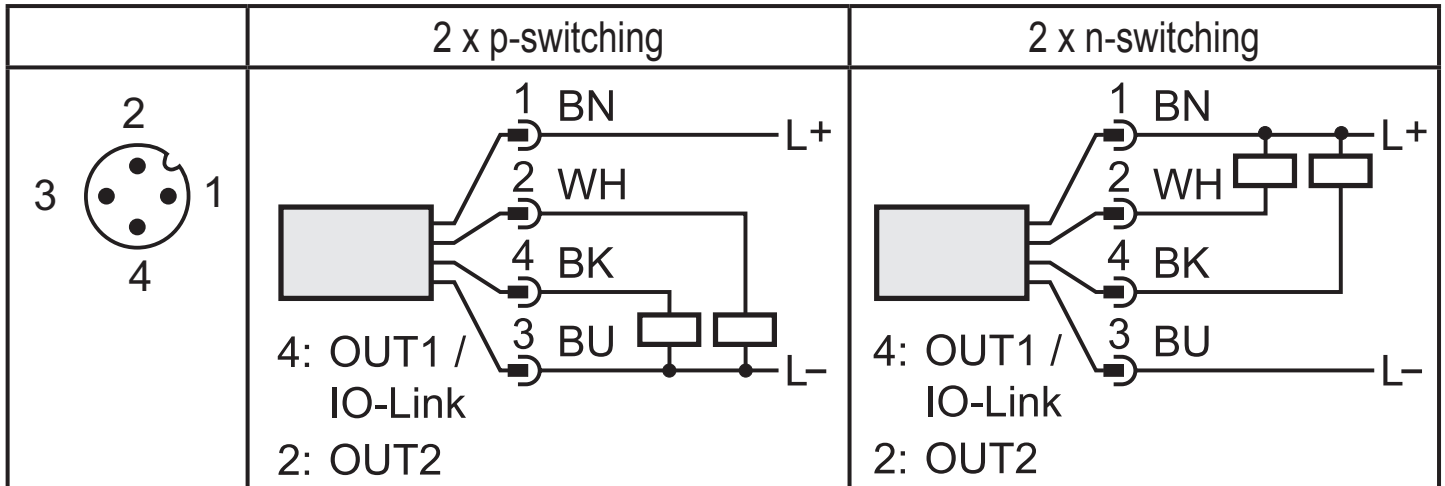 2 x p-switching
2 x n-switching
2
3
1
4
1 BN
L+
2 WH
4 BK
3 BU
L–
4: OUT1 /
IO-Link
2: OUT2
1 BN
L+
2 WH
4 BK
3 BU
L–
4: OUT1 /
IO-Link
2: OUT2